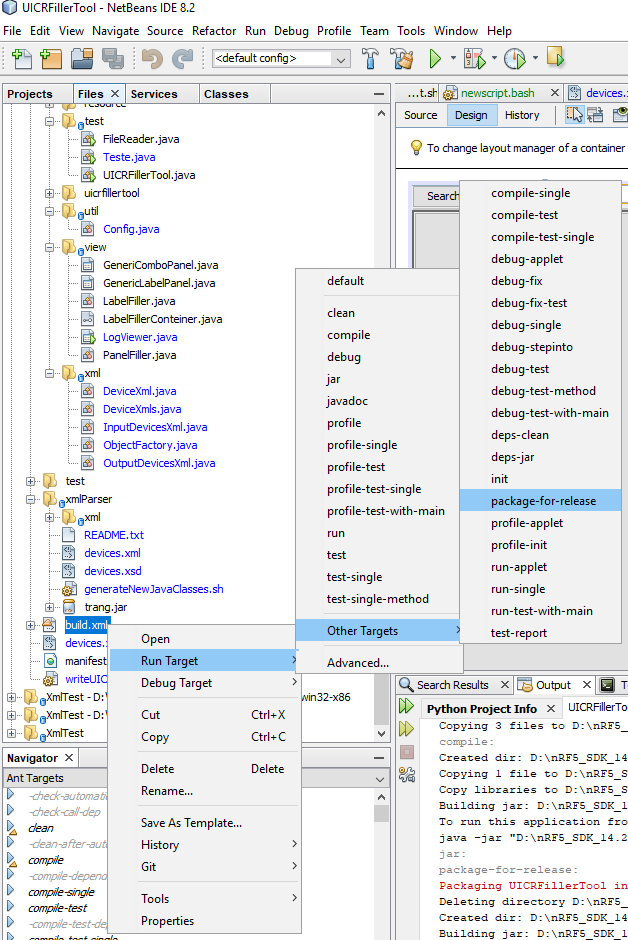 UICRFillerTool - NetBeans IDE 8.2
File Edit View Navigate Source Refactor Run Debug Profile Team Tools Window Help
<default config>
Projects Files Services Classes
resource
test
FileReader.java
Teste.java
UICRFillerTool.java
uicrfillertool
util
Config.java
view
GeneriComboPanel.java
GenericLabelPanel.java
LabelFiller.java
LabelFillerConteiner.java
LogViewer.java
PanelFiller.java
xml
DeviceXml.java
DeviceXmls.java
InputDevicesXml.java
ObjectFactory.java
OutputDevicesXml.java
test
xmlParser
xml
README.txt
devices.xml
devices.xsd
generateNewJavaClasses.sh
trang.jar
build.xml
devices.
manifest
writeUIC
XmlTest - D:\
win32-x86
XmlTest - D:\
XmlTest
Navigator
Ant Targets
-check-automatic
-check-call-dep
clean
-clean-after-auto
compile
-compile-depend
compile-single
compile-test
-compile-test-dep
compile-test-single
Open
Run Target
Debug Target
Cut Ctrl+X
Copy Ctrl+C
Delete Delete
Rename...
Save As Template...
History
Git
Tools
Properties
default
clean
compile
debug
jar
javadoc
profile
profile-single
profile-test
profile-test-single
profile-test-with-main
run
test
test-single
test-single-method
Other Targets
Advanced...
compile-single
compile-test
compile-test-single
debug-applet
debug-fix
debug-fix-test
debug-single
debug-stepinto
debug-test
debug-test-method
debug-test-with-main
deps-clean
deps-jar
init
package-for-release
profile-applet
profile-init
run-applet
run-single
run-test-with-main
test-report
...t.sh newscript.bash devices.x
Source Design History
To change layout manager of a container
Search
Search Results Output T
Python Project Info UICRFillerTo
Copying 3 files to D:\nRF5_
compile:
Created dir: D:\nRF5_SDK_14
Copying 1 file to D:\nRF5_S
Copy libraries to D:\nRF5_S
Building jar: D:\nRF5_SDK_1
To run this application fro
java -jar "D:\nRF5_SDK_14.2
jar:
package-for-release:
Packaging UICRFillerTool in
Deleting directory D:\nRF5_
Created dir: D:\nRF5_SDK_14
Building jar: D:\nRF5_SDK_1